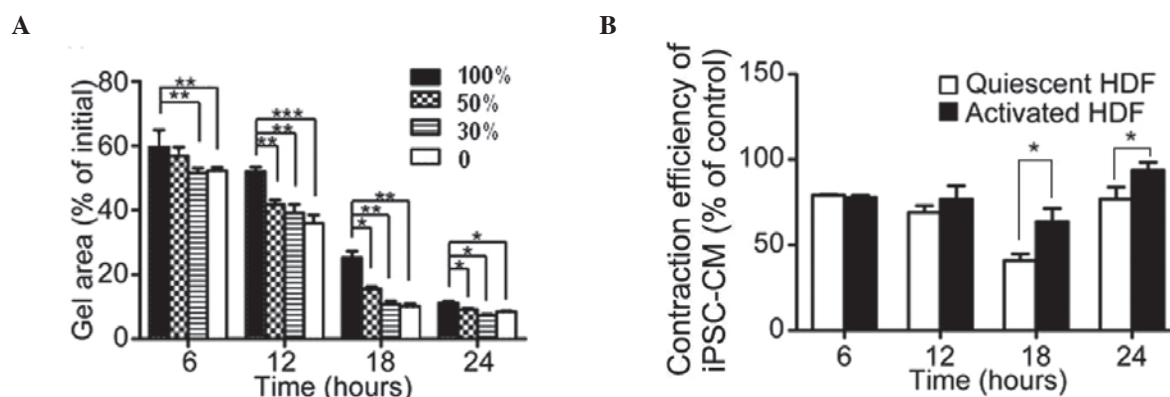 A
Gel area (% of initial)
80
60
40
20
0
**
**
***
**
**
**
**
*
*
*
*
100%
50%
30%
0
6 12 18 24
Time (hours)
B
Contraction efficiency of
iPSC-CM (% of control)
150
100
50
0
Quiescent HDF
Activated HDF
*
*
6 12 18 24
Time (hours)